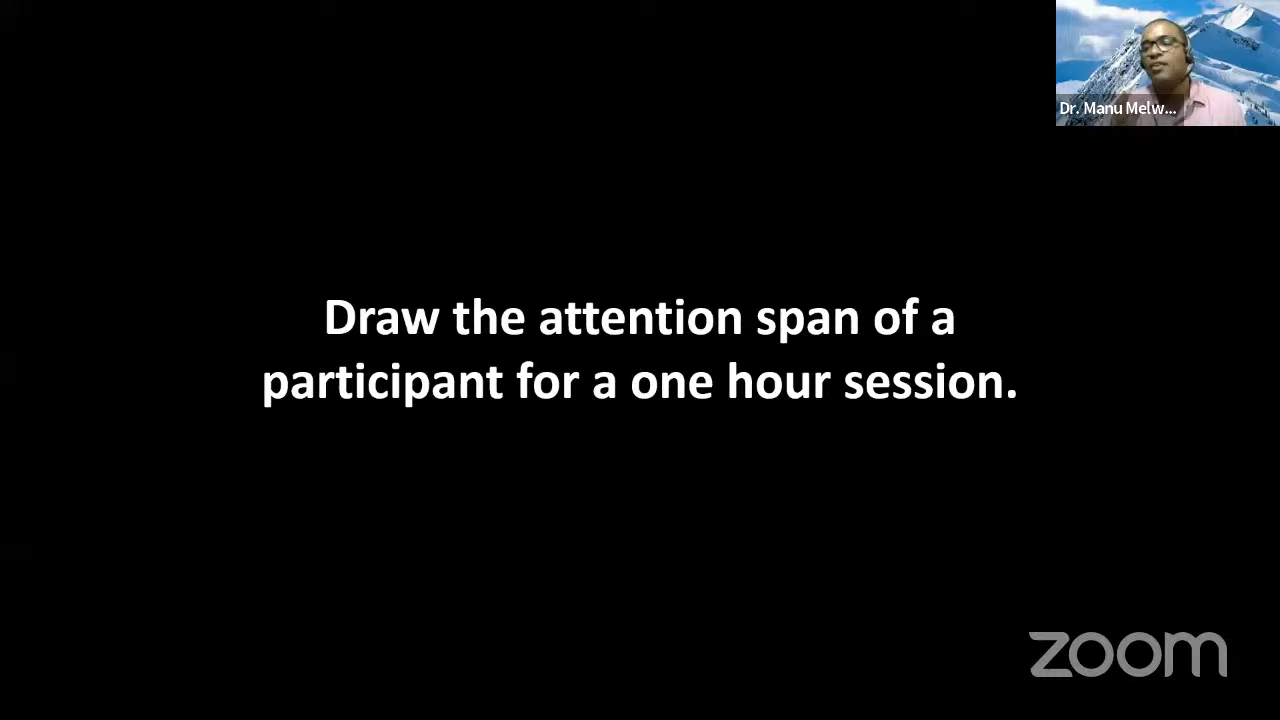 Dr. Manu Melw...
Draw the attention span of a
participant for a one hour session.
zoom